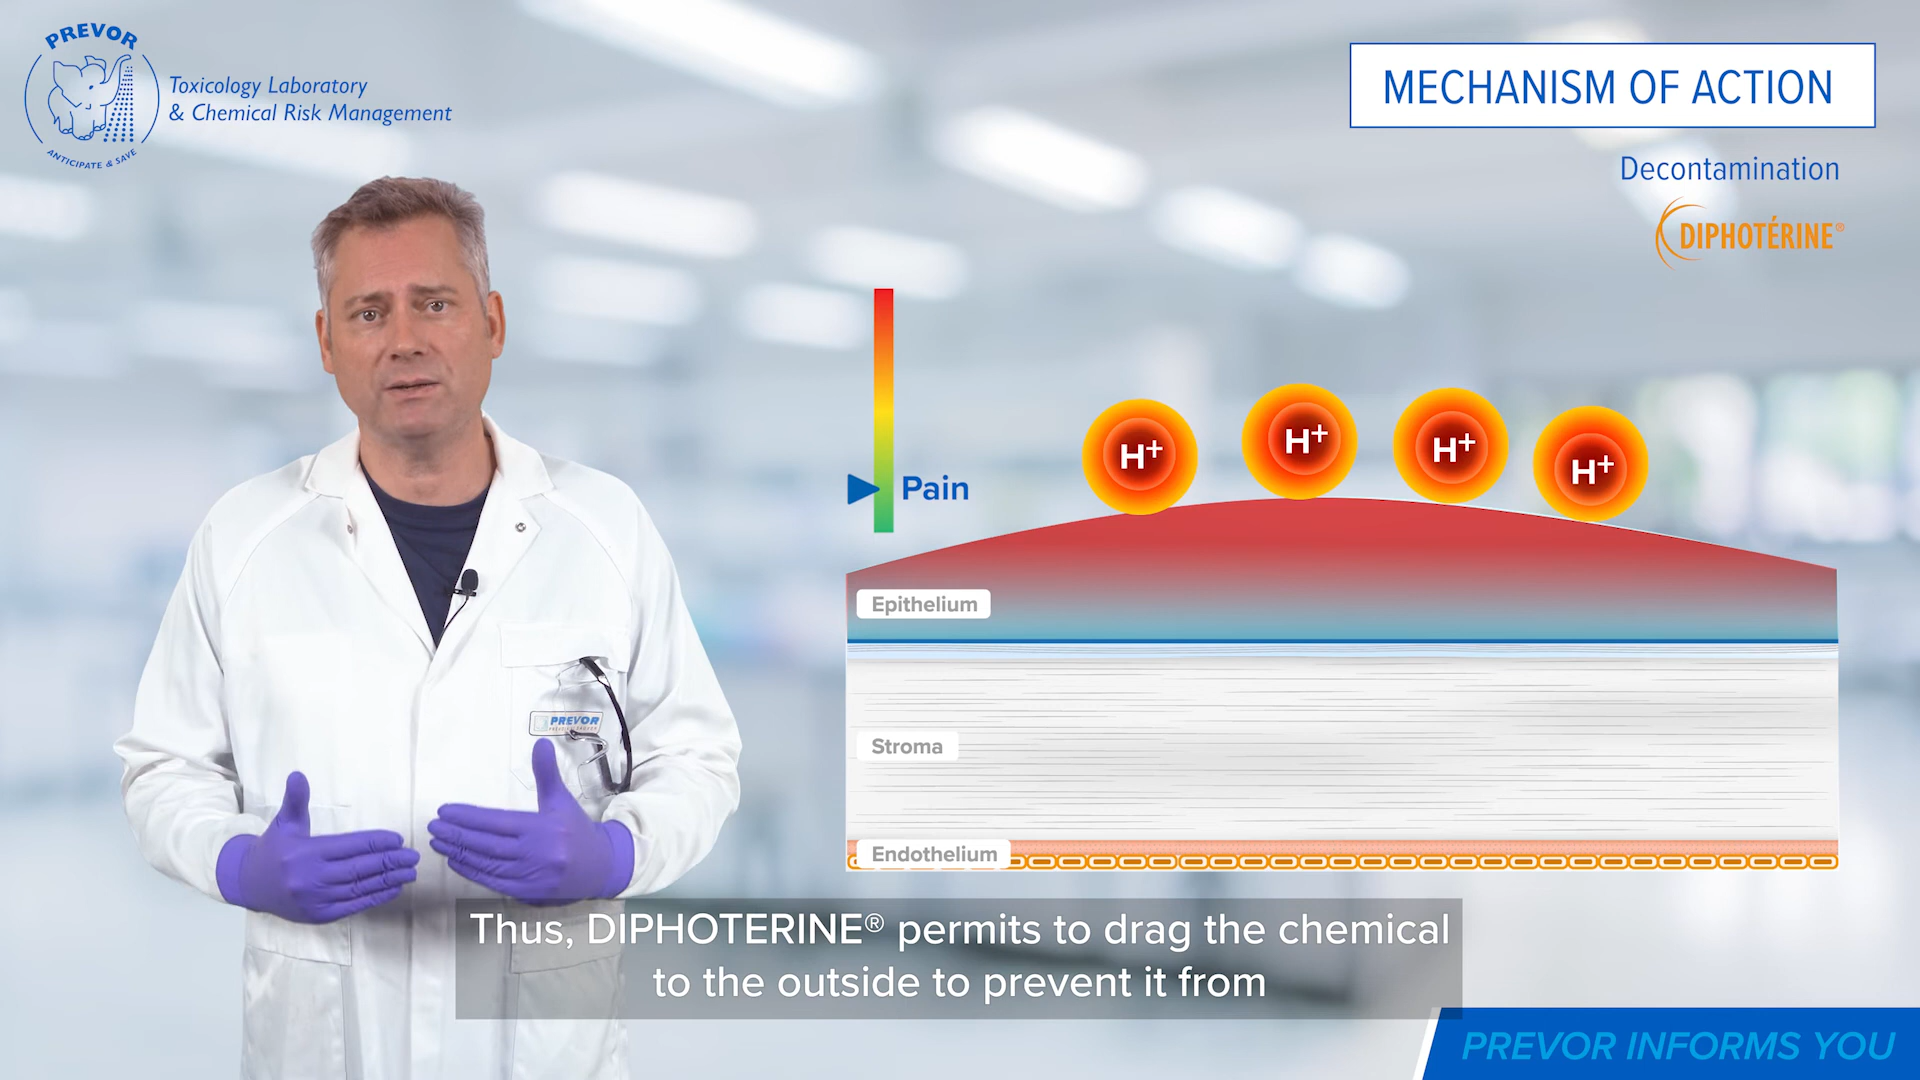 PREVOR
Toxicology Laboratory
& Chemical Risk Management
ANTICIPATE & SAVE
MECHANISM OF ACTION
Decontamination
DIPHOTÉRINE®
H+
H+
H+
H+
Pain
Epithelium
Stroma
Endothelium
PREVOR
Thus, DIPHOTERINE® permits to drag the chemical
to the outside to prevent it from
PREVOR INFORMS YOU